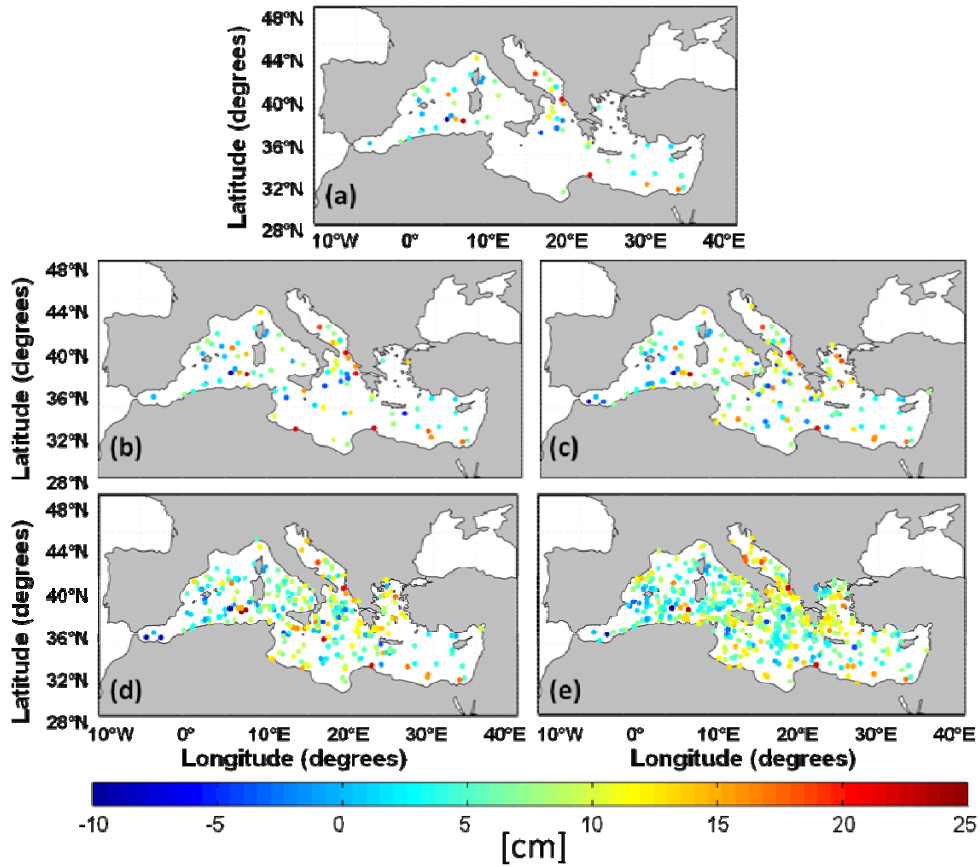 48°N
44°N
40°N
36°N
32°N
28°N
Latitude (degrees)
(a)
10°W 0° 10°E 20°E 30°E 40°E
48°N
44°N
40°N
36°N
32°N
28°N
Latitude (degrees)
(b)
(c)
48°N
44°N
40°N
36°N
32°N
28°N
Latitude (degrees)
(d)
(e)
10°W 0° 10°E 20°E 30°E 40°E
10°W 0° 10°E 20°E 30°E 40°E
Longitude (degrees)
Longitude (degrees)
-10 -5 0 5 10 15 20 25
[cm]